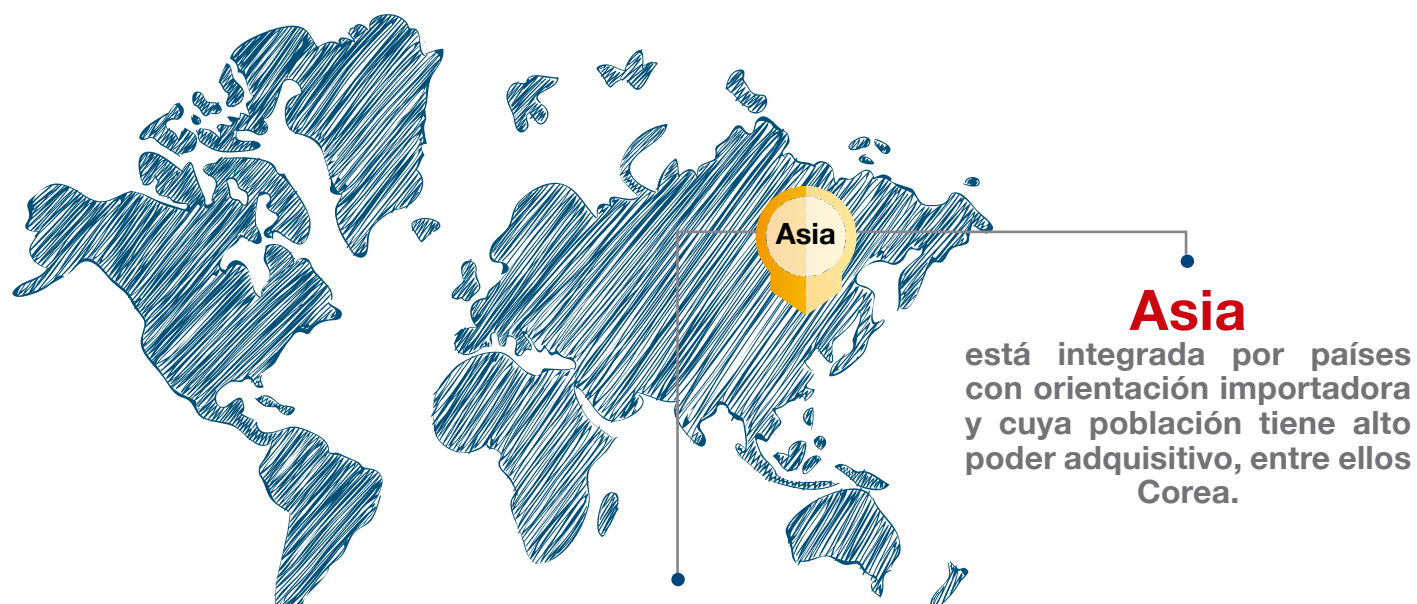 Asia
Asia
está integrada por países
con orientación importadora
y cuya población tiene alto
poder adquisitivo, entre ellos
Corea.